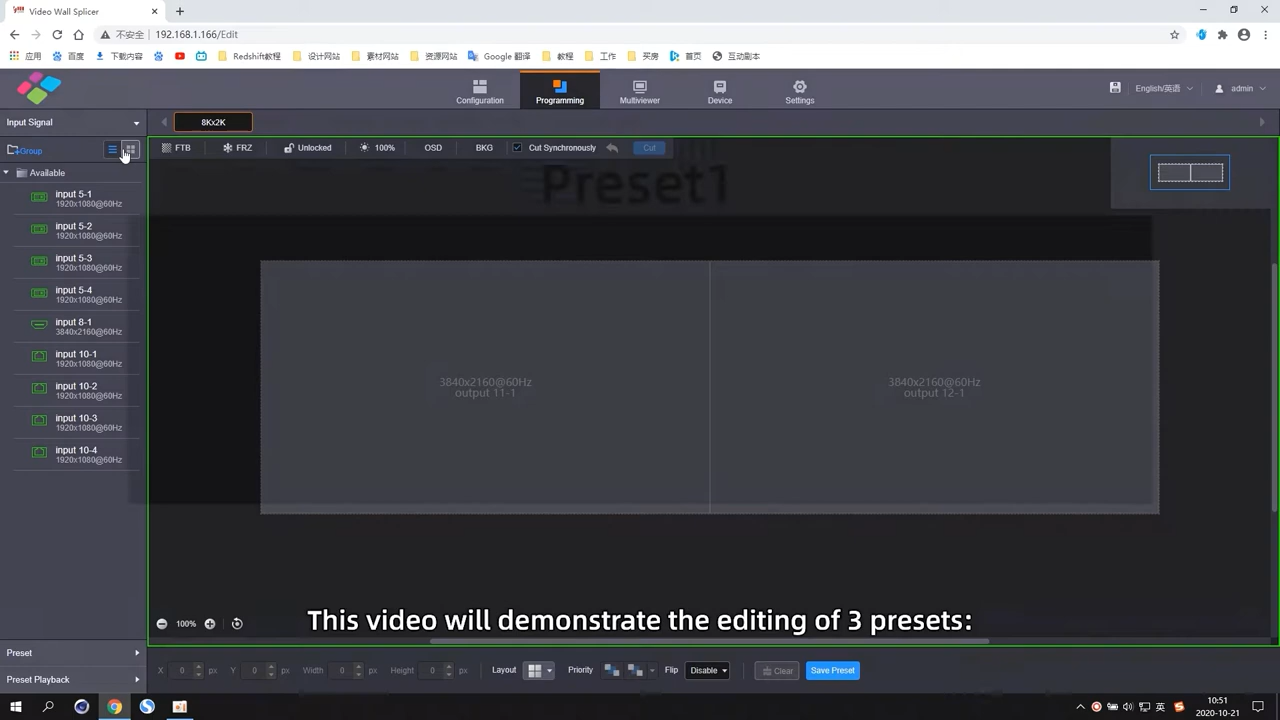 Video Wall Splicer
不安全 192.168.1.166/Edit
应用 百度 下载内容 副 Redshift教程 设计网站 素材网站 资源网站 Google 翻译 教程 工作 买房 首页 互动副本
Configuration Programming Multiviewer Device Settings English/英语 admin
Input Signal 8Kx2K
Group FTB FRZ Unlocked 100% OSD BKG Cut Synchronously Cut
Available
Preset1
input 5-1
1920x1080@60Hz
input 5-2
1920x1080@60Hz
input 5-3
1920x1080@60Hz
input 5-4
1920x1080@60Hz
input 8-1
3840x2160@60Hz
input 10-1
1920x1080@60Hz
input 10-2
1920x1080@60Hz
input 10-3
1920x1080@60Hz
input 10-4
1920x1080@60Hz
3840x2160@60Hz
output 11-1
3840x2160@60Hz
output 12-1
This video will demonstrate the editing of 3 presets:
100%
Preset
X 0 px Y 0 px Width 0 px Height 0 px Layout Priority Flip Disable Clear Save Preset
Preset Playback
英
10:51
2020-10-21